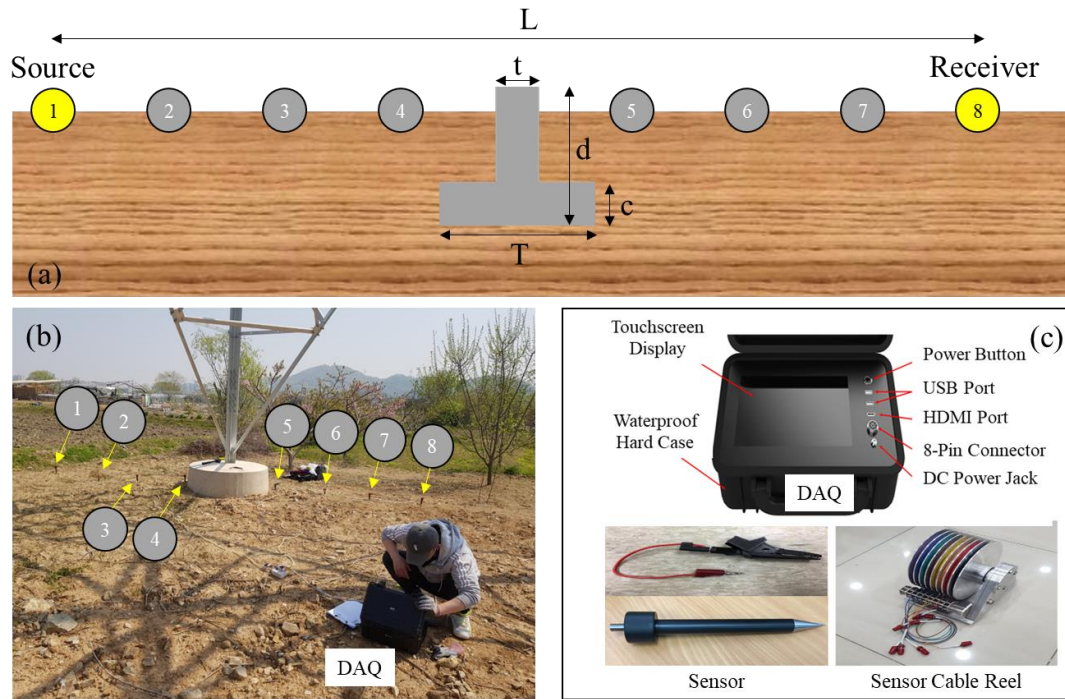 L
Source
t
Receiver
1
2
3
4
5
6
7
8
d
c
T
(a)
(b)
1
2
5
6
7
8
3
4
DAQ
(c)
Touchscreen
Display
Power Button
USB Port
HDMI Port
Waterproof
Hard Case
8-Pin Connector
DC Power Jack
DAQ
Sensor
Sensor Cable Reel